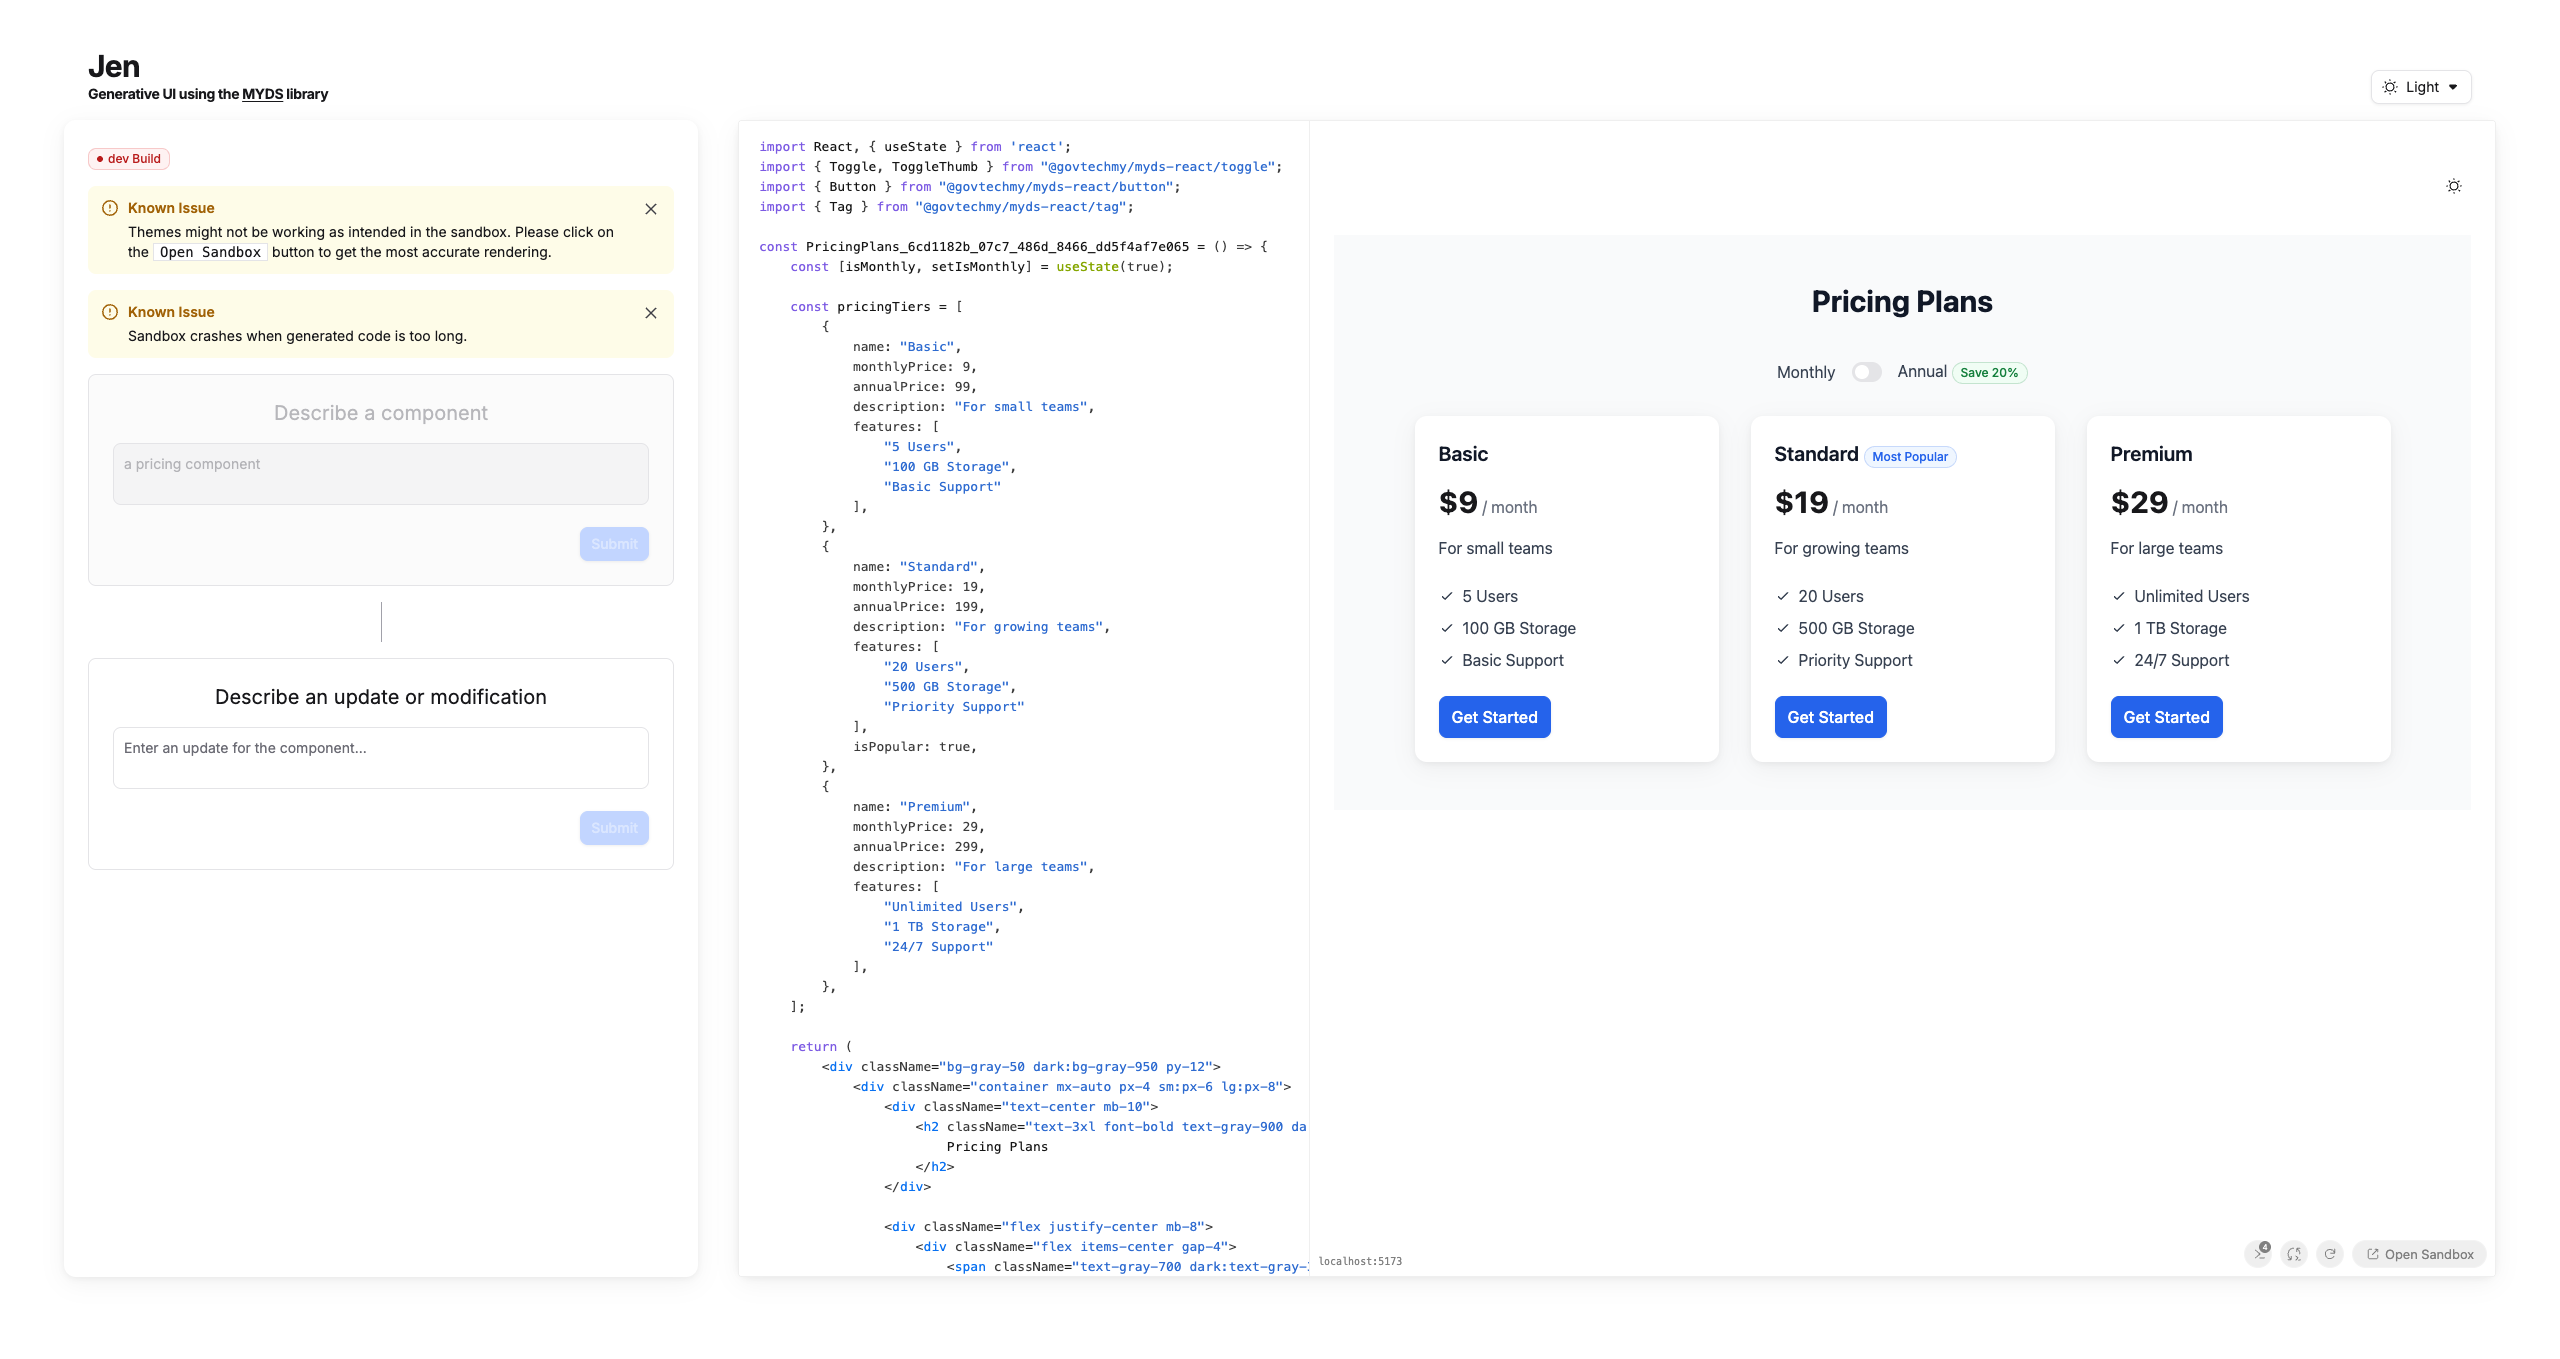 Jen
Generative UI using the MYDS library
Light
dev Build
Known Issue
Themes might not be working as intended in the sandbox. Please click on
the Open Sandbox button to get the most accurate rendering.
Known Issue
Sandbox crashes when generated code is too long.
Describe a component
a pricing component
Submit
Describe an update or modification
Enter an update for the component...
Submit
import React, { useState } from 'react';
import { Toggle, ToggleThumb } from "@govtechmy/myds-react/toggle";
import { Button } from "@govtechmy/myds-react/button";
import { Tag } from "@govtechmy/myds-react/tag";
const PricingPlans_6cd1182b_07c7_486d_8466_dd5f4af7e065 = () => {
const [isMonthly, setIsMonthly] = useState(true);
const pricingTiers = [
{
name: "Basic",
monthlyPrice: 9,
annualPrice: 99,
description: "For small teams",
features: [
"5 Users",
"100 GB Storage",
"Basic Support"
],
},
{
name: "Standard",
monthlyPrice: 19,
annualPrice: 199,
description: "For growing teams",
features: [
"20 Users",
"500 GB Storage",
"Priority Support"
],
isPopular: true,
},
{
name: "Premium",
monthlyPrice: 29,
annualPrice: 299,
description: "For large teams",
features: [
"Unlimited Users",
"1 TB Storage",
"24/7 Support"
],
},
];
return (
<div className="bg-gray-50 dark:bg-gray-950 py-12">
<div className="container mx-auto px-4 sm:px-6 lg:px-8">
<div className="text-center mb-10">
<h2 className="text-3xl font-bold text-gray-900 da
Pricing Plans
</h2>
</div>
<div className="flex justify-center mb-8">
<div className="flex items-center gap-4">
<span className="text-gray-700 dark:text-gray-
Pricing Plans
Monthly
Annual Save 20%
Basic
$9 / month
For small teams
5 Users
100 GB Storage
Basic Support
Get Started
Standard Most Popular
$19 / month
For growing teams
20 Users
500 GB Storage
Priority Support
Get Started
Premium
$29 / month
For large teams
Unlimited Users
1 TB Storage
24/7 Support
Get Started
localhost:5173
4
Open Sandbox